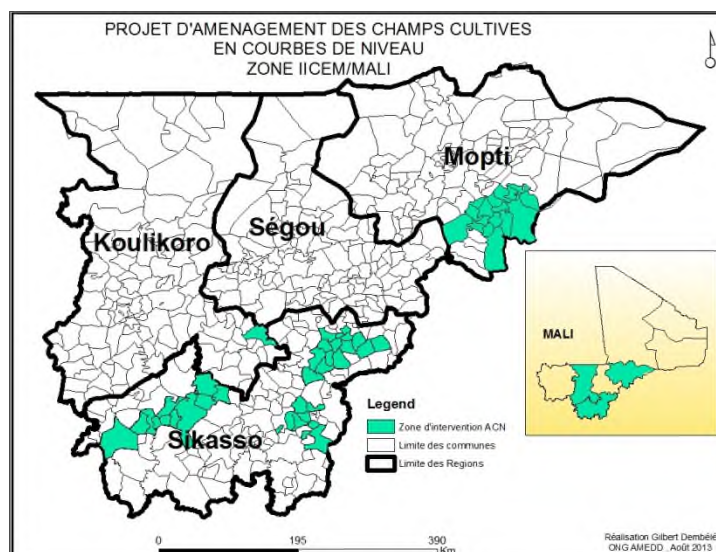 PROJET D'AMENAGEMENT DES CHAMPS CULTIVES
EN COURBES DE NIVEAU
ZONE IICEM/MALI
Mopti
Ségou
Koulikoro
Sikasso
MALI
Legend
Zone d'intervention ACN
Limite des communes
Limite des Regions
0 195 390
Km
Réalisation Gilbert Dembélé
ONG AMEDD , Août 2013